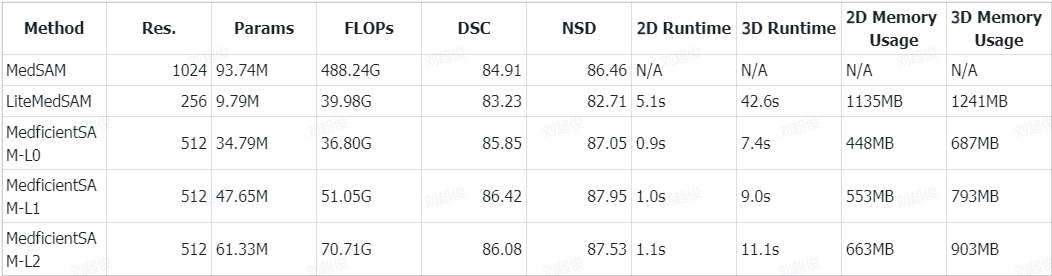 Method Res. Params FLOPs DSC NSD 2D Runtime 3D Runtime 2D Memory Usage 3D Memory Usage
MedSAM 1024 93.74M 488.24G 84.91 86.46 N/A N/A N/A N/A
LiteMedSAM 256 9.79M 39.98G 83.23 82.71 5.1s 42.6s 1135MB 1241MB
MedficientSAM-L0 512 34.79M 36.80G 85.85 87.05 0.9s 7.4s 448MB 687MB
MedficientSAM-L1 512 47.65M 51.05G 86.42 87.95 1.0s 9.0s 553MB 793MB
MedficientSAM-L2 512 61.33M 70.71G 86.08 87.53 1.1s 11.1s 663MB 903MB
刘超俊